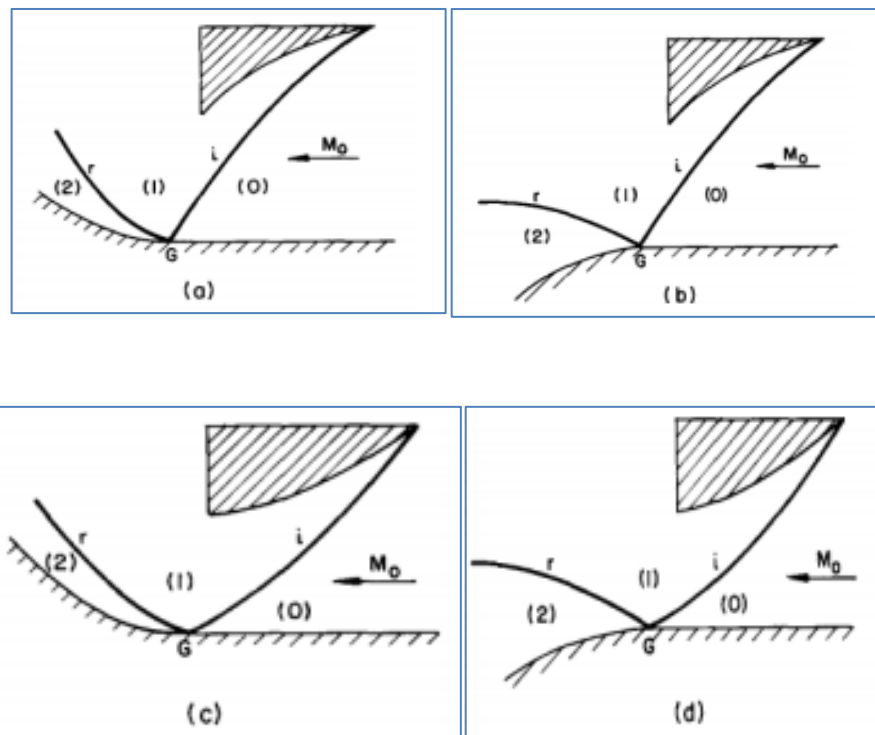 i
M₀
r
(2)
(1)
(0)
G
(a)
i
M₀
r
(1)
(0)
(2)
G
(b)
r
i
(2)
(1)
M₀
(0)
G
(c)
r
i
(1)
M₀
(2)
(0)
G
(d)